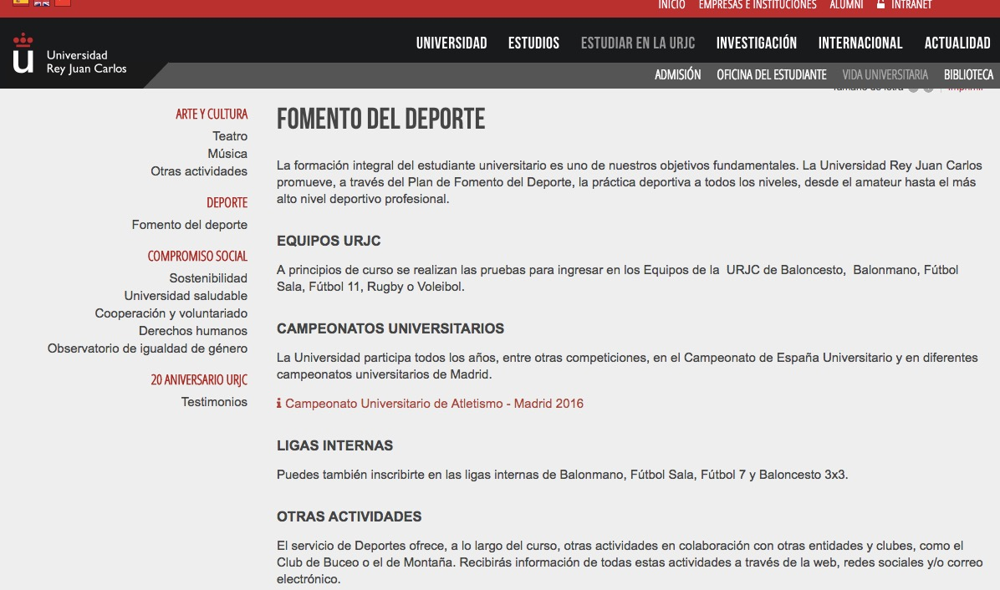 INICIO EMPRESAS E INSTITUCIONES ALUMNI INTRANET
UNIVERSIDAD ESTUDIOS ESTUDIAR EN LA URJC INVESTIGACIÓN INTERNACIONAL ACTUALIDAD
Universidad
Rey Juan Carlos
ADMISIÓN OFICINA DEL ESTUDIANTE VIDA UNIVERSITARIA BIBLIOTECA
Tamaño de letra Imprimir
ARTE Y CULTURA
Teatro
Música
Otras actividades
DEPORTE
Fomento del deporte
COMPROMISO SOCIAL
Sostenibilidad
Universidad saludable
Cooperación y voluntariado
Derechos humanos
Observatorio de igualdad de género
20 ANIVERSARIO URJC
Testimonios
FOMENTO DEL DEPORTE
La formación integral del estudiante universitario es uno de nuestros objetivos fundamentales. La Universidad Rey Juan Carlos
promueve, a través del Plan de Fomento del Deporte, la práctica deportiva a todos los niveles, desde el amateur hasta el más
alto nivel deportivo profesional.
EQUIPOS URJC
A principios de curso se realizan las pruebas para ingresar en los Equipos de la URJC de Baloncesto, Balonmano, Fútbol
Sala, Fútbol 11, Rugby o Voleibol.
CAMPEONATOS UNIVERSITARIOS
La Universidad participa todos los años, entre otras competiciones, en el Campeonato de España Universitario y en diferentes
campeonatos universitarios de Madrid.
Campeonato Universitario de Atletismo - Madrid 2016
LIGAS INTERNAS
Puedes también inscribirte en las ligas internas de Balonmano, Fútbol Sala, Fútbol 7 y Baloncesto 3x3.
OTRAS ACTIVIDADES
El servicio de Deportes ofrece, a lo largo del curso, otras actividades en colaboración con otras entidades y clubes, como el
Club de Buceo o el de Montaña. Recibirás información de todas estas actividades a través de la web, redes sociales y/o correo
electrónico.